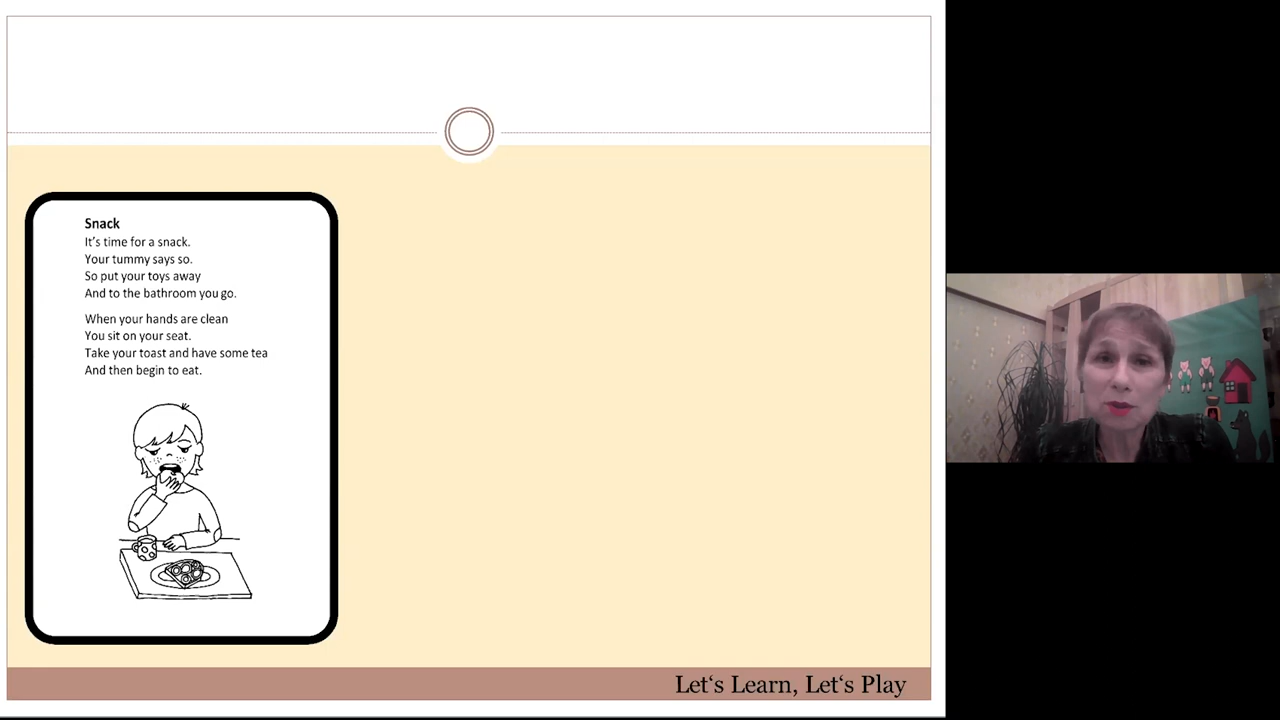 Snack
It's time for a snack.
Your tummy says so.
So put your toys away
And to the bathroom you go.
When your hands are clean
You sit on your seat.
Take your toast and have some tea
And then begin to eat.
Let‘s Learn, Let‘s Play